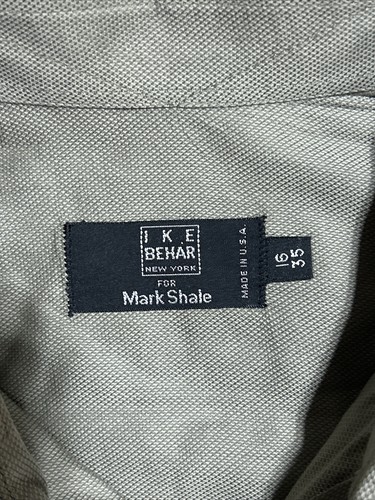 IKE
BEHAR
NEW YORK
FOR
Mark Shale
MADE IN U.S.A.
16
35